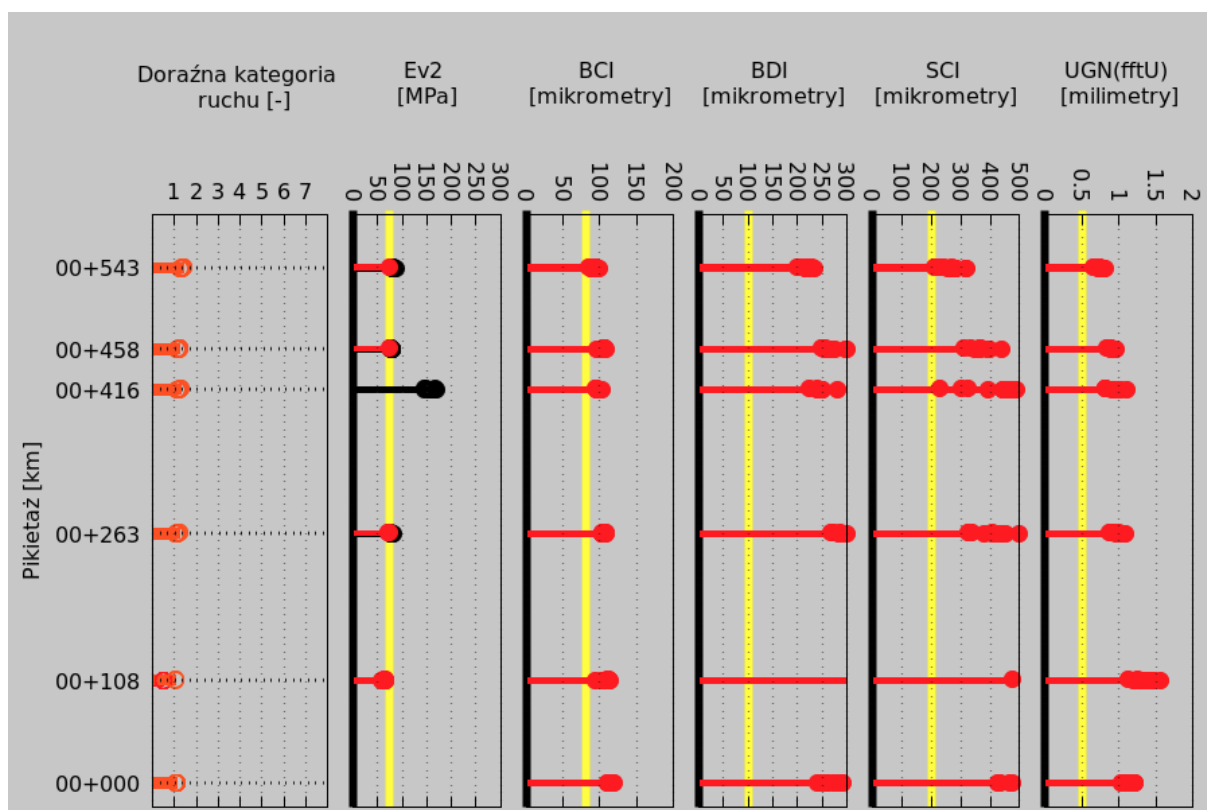 Doraźna kategoria
ruchu [-]
Ev2
[MPa]
BCI
[mikrometry]
BDI
[mikrometry]
SCI
[mikrometry]
UGN(fftU)
[milimetry]
1 2 3 4 5 6 7
0 50 100 150 200 250 300
0 50 100 150 200
0 50 100 150 200 250 300
0 100 200 300 400 500
0 0.5 1 1.5 2
Pikietaż [km]
00+543
00+458
00+416
00+263
00+108
00+000